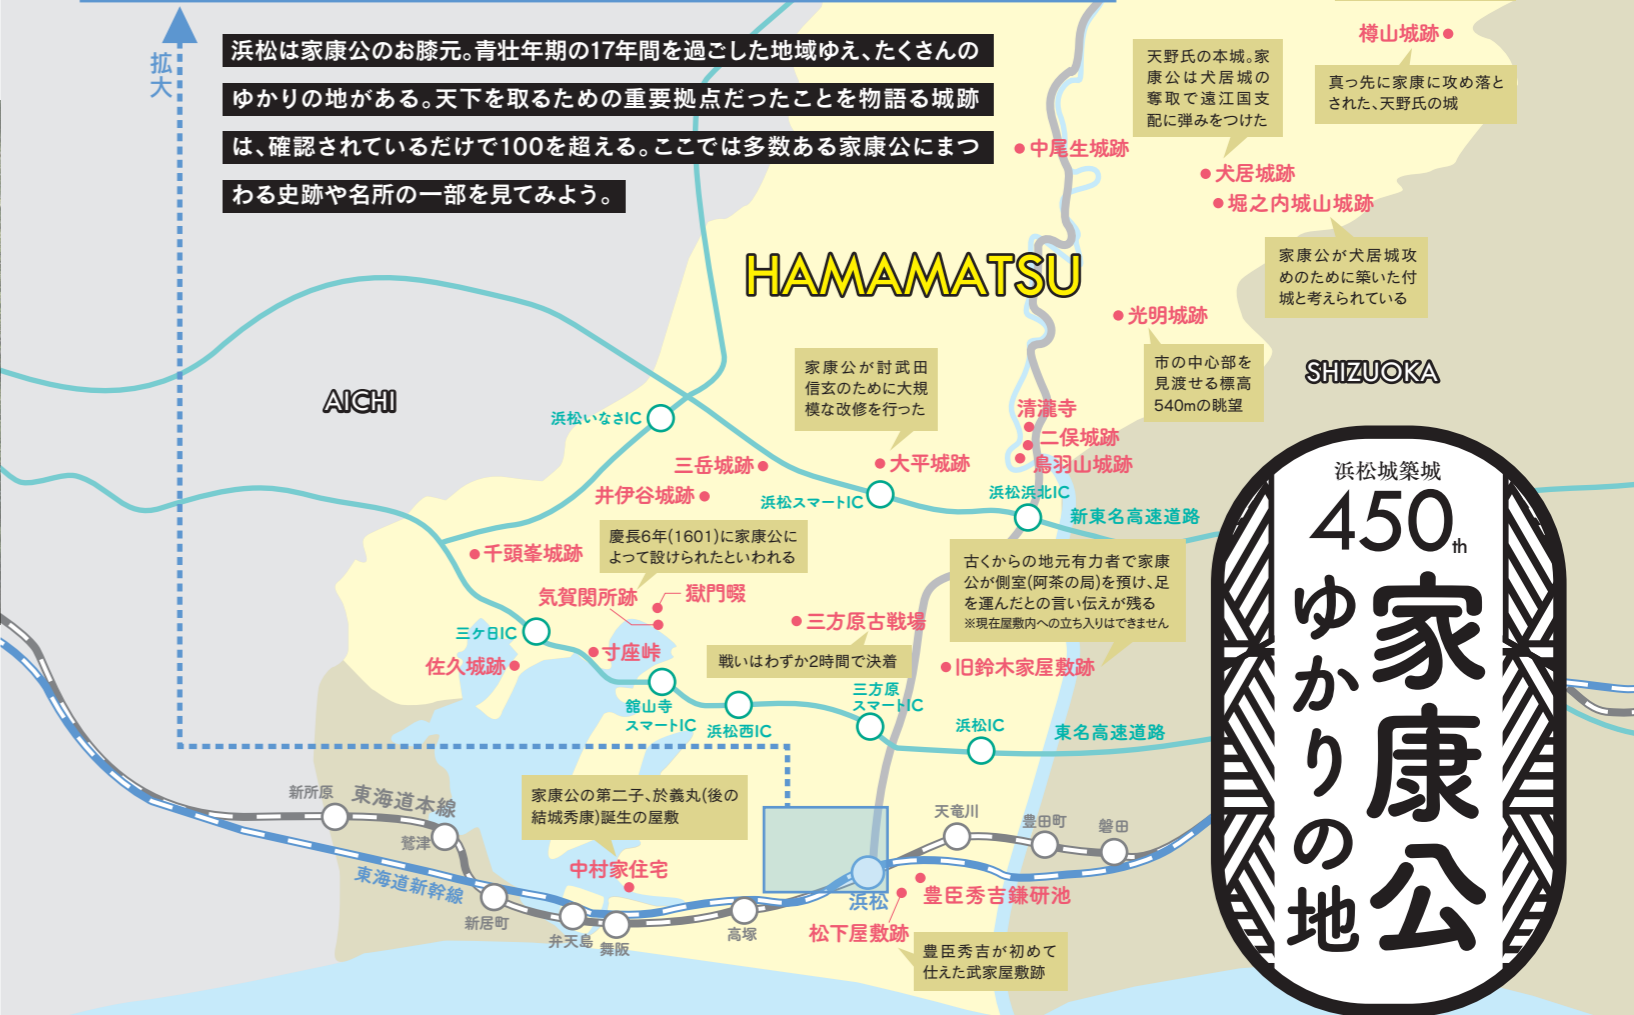 拡大
浜松は家康公のお膝元。青壮年期の17年間を過ごした地域ゆえ、たくさんの
ゆかりの地がある。天下を取るための重要拠点だったことを物語る城跡
は、確認されているだけで100を超える。ここでは多数ある家康公にまつ
わる史跡や名所の一部を見てみよう。
樽山城跡
真っ先に家康に攻め落と
された、天野氏の城
天野氏の本城。家
康公は犬居城の
奪取で遠江国支
配に弾みをつけた
中尾生城跡
犬居城跡
堀之内城山城跡
家康公が犬居城攻
めのために築いた付
城と考えられている
HAMAMATSU
光明城跡
市の中心部を
見渡せる標高
540mの眺望
SHIZUOKA
AICHI
家康公が討武田
信玄のために大規
模な改修を行った
浜松いなさIC
清瀧寺
二俣城跡
鳥羽山城跡
三岳城跡
大平城跡
井伊谷城跡
浜松スマートIC
浜松浜北IC
新東名高速道路
慶長6年(1601)に家康公に
よって設けられたといわれる
千頭峯城跡
気賀関所跡
獄門畷
古くからの地元有力者で家康
公が側室(阿茶の局)を預け、足
を運んだとの言い伝えが残る
※現在屋敷内への立ち入りはできません
三方原古戦場
戦いはわずか2時間で決着
旧鈴木家屋敷跡
三ケ日IC
佐久城跡
寸座峠
舘山寺
スマートIC
浜松西IC
三方原
スマートIC
浜松IC
東名高速道路
家康公の第二子、於義丸(後の
結城秀康)誕生の屋敷
中村家住宅
新所原
東海道本線
鷲津
東海道新幹線
新居町
弁天島
舞阪
高塚
浜松
天竜川
豊田町
磐田
豊臣秀吉鎌研池
松下屋敷跡
豊臣秀吉が初めて
仕えた武家屋敷跡
浜松城築城
450th
家康公
ゆかりの地